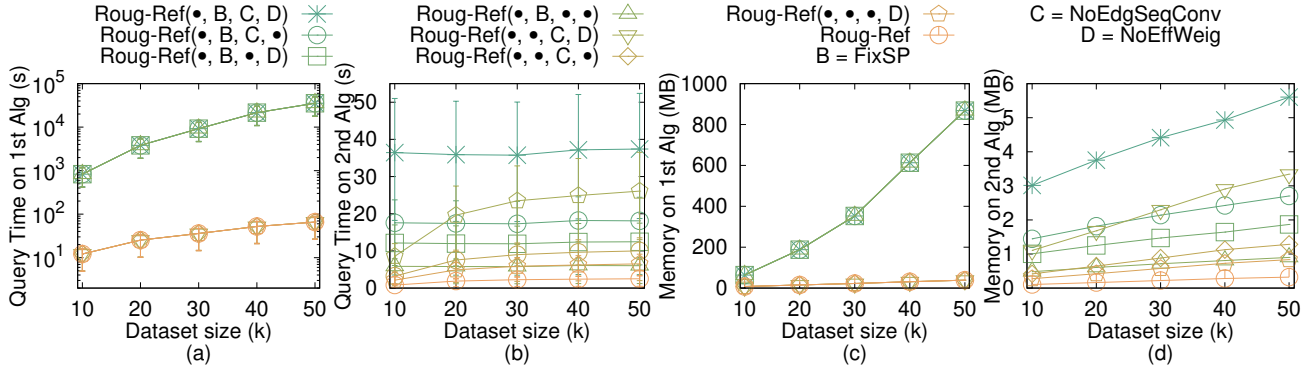 Roug-Ref(•, B, C, D)
Roug-Ref(•, B, C, •)
Roug-Ref(•, B, •, D)
Roug-Ref(•, B, •, •)
Roug-Ref(•, •, C, D)
Roug-Ref(•, •, C, •)
Roug-Ref(•, •, •, D)
Roug-Ref
B = FixSP
C = NoEdgSeqConv
D = NoEffWeig
Query Time on 1st Alg (s)
10^5
10^4
10^3
10^2
10^1
10 20 30 40 50
Dataset size (k)
(a)
Query Time on 2nd Alg (s)
50
40
30
20
10
0
10 20 30 40 50
Dataset size (k)
(b)
Memory on 1st Alg (MB)
1000
800
600
400
200
0
10 20 30 40 50
Dataset size (k)
(c)
Memory on 2nd Alg (MB)
6
5
4
3
2
1
0
10 20 30 40 50
Dataset size (k)
(d)